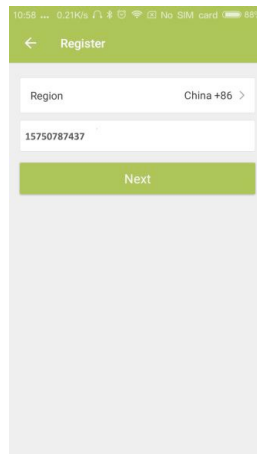 10:58 ... 0.21K/s No SIM card 88%
Register
Region China +86 >
15750787437
Next